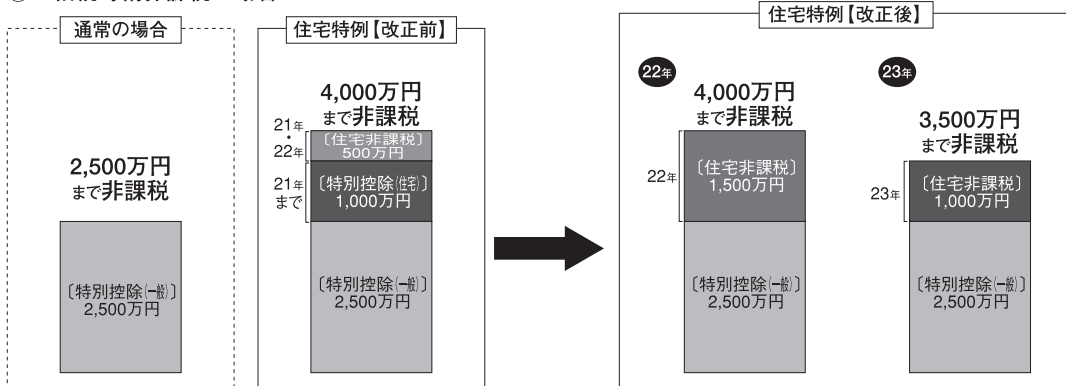 通常の場合
2,500万円
まで非課税
〔特別控除(一般)〕
2,500万円
住宅特例【改正前】
4,000万円
まで非課税
21年
・
22年
〔住宅非課税〕
500万円
21年
まで
〔特別控除(住宅)〕
1,000万円
〔特別控除(一般)〕
2,500万円
住宅特例【改正後】
22年
4,000万円
まで非課税
22年
〔住宅非課税〕
1,500万円
〔特別控除(一般)〕
2,500万円
23年
3,500万円
まで非課税
23年
〔住宅非課税〕
1,000万円
〔特別控除(一般)〕
2,500万円